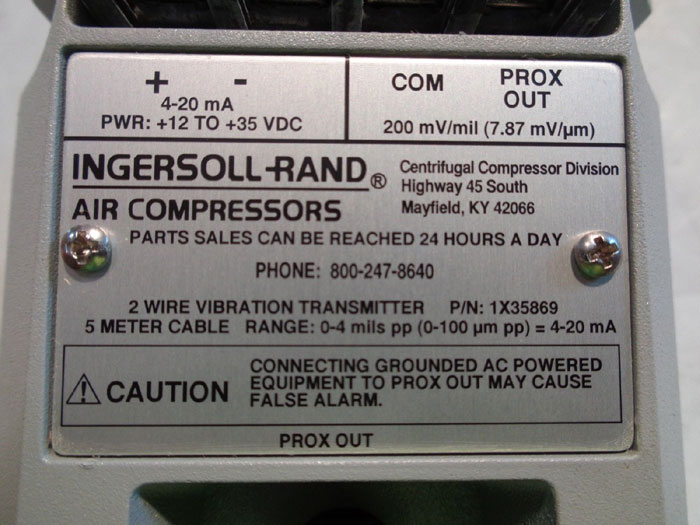 + -
4-20 mA
PWR: +12 TO +35 VDC
COM PROX OUT
200 mV/mil (7.87 mV/µm)
INGERSOLL-RAND®
AIR COMPRESSORS
Centrifugal Compressor Division
Highway 45 South
Mayfield, KY 42066
PARTS SALES CAN BE REACHED 24 HOURS A DAY
PHONE: 800-247-8640
2 WIRE VIBRATION TRANSMITTER P/N: 1X35869
5 METER CABLE RANGE: 0-4 mils pp (0-100 µm pp) = 4-20 mA
CAUTION
CONNECTING GROUNDED AC POWERED
EQUIPMENT TO PROX OUT MAY CAUSE
FALSE ALARM.
PROX OUT